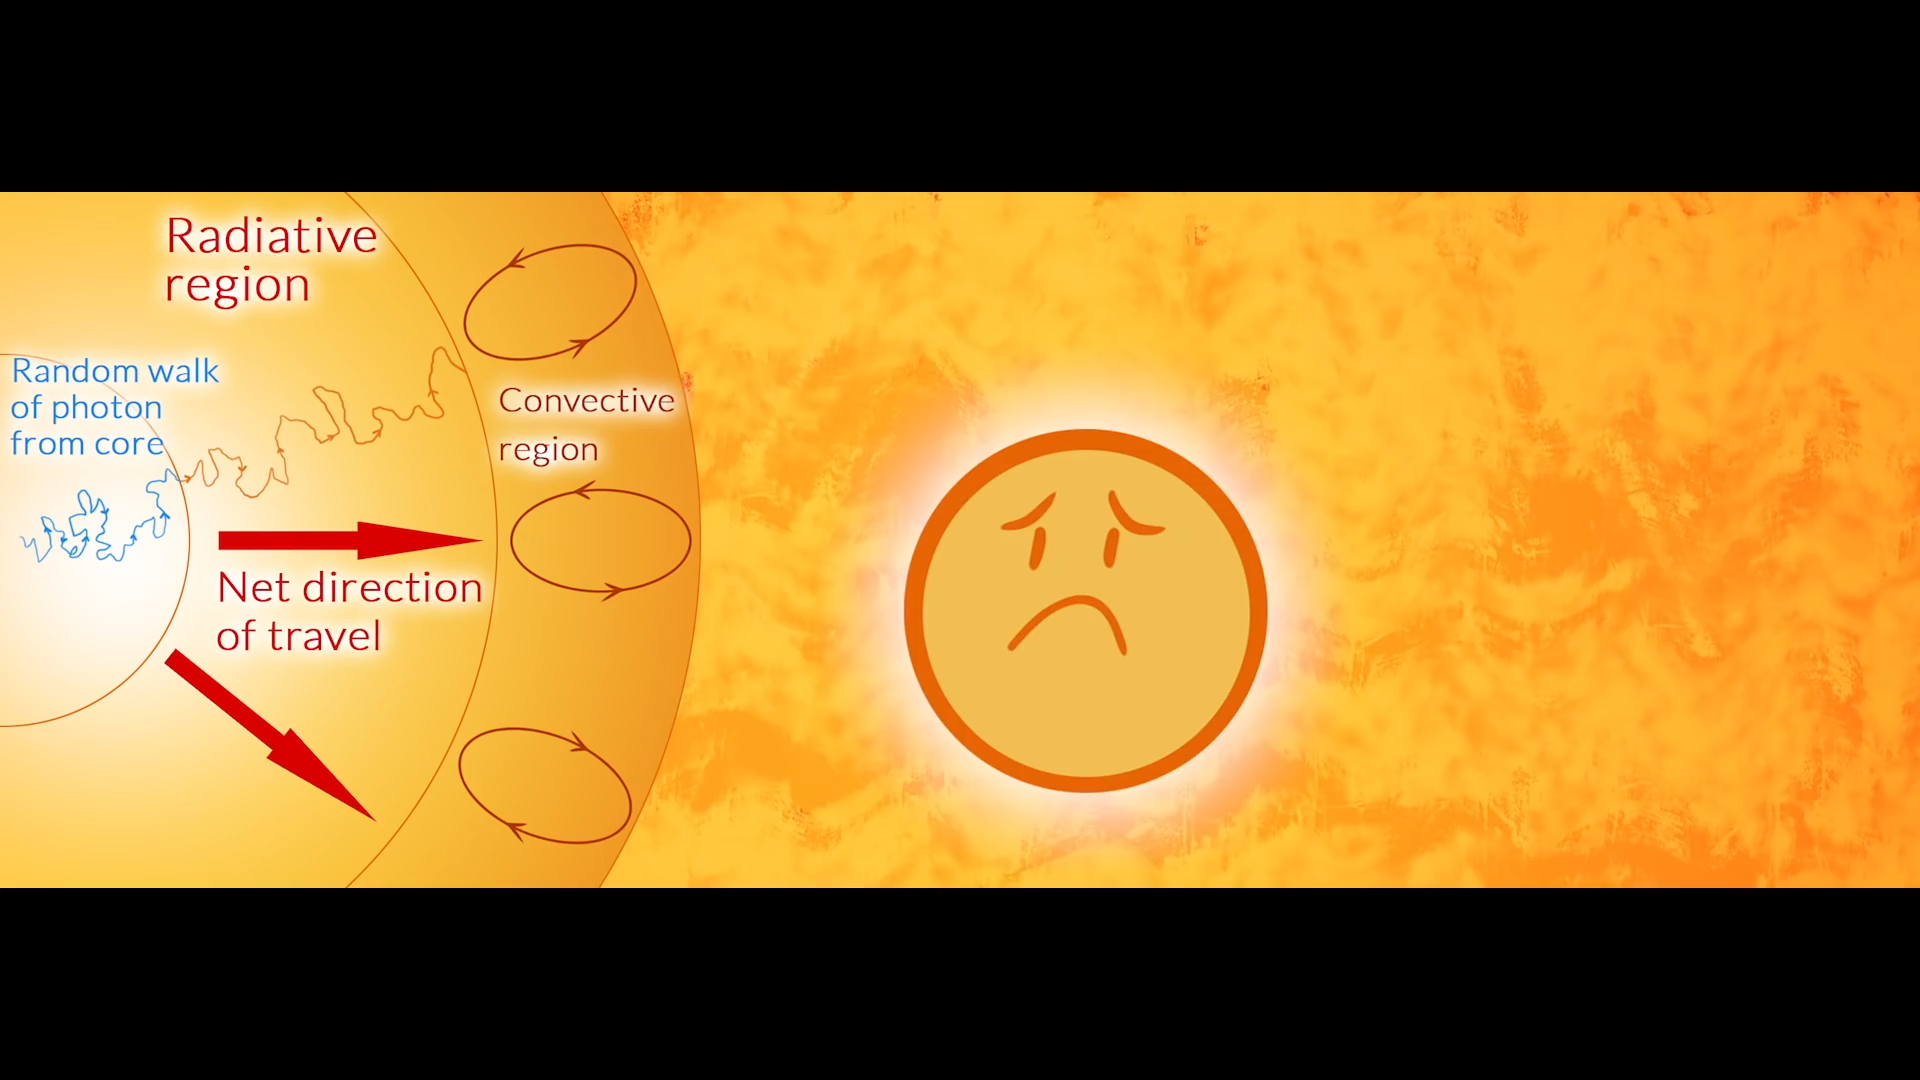 Radiative
region
Random walk
of photon
from core
Convective
region
Net direction
of travel